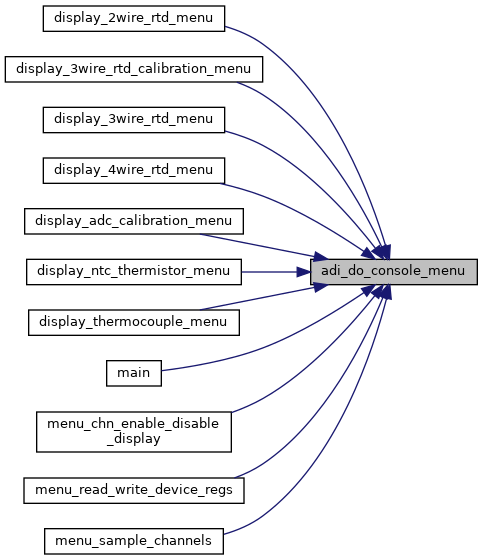 display_2wire_rtd_menu
display_3wire_rtd_calibration_menu
display_3wire_rtd_menu
display_4wire_rtd_menu
display_adc_calibration_menu
display_ntc_thermistor_menu
adi_do_console_menu
display_thermocouple_menu
main
menu_chn_enable_disable
_display
menu_read_write_device_regs
menu_sample_channels